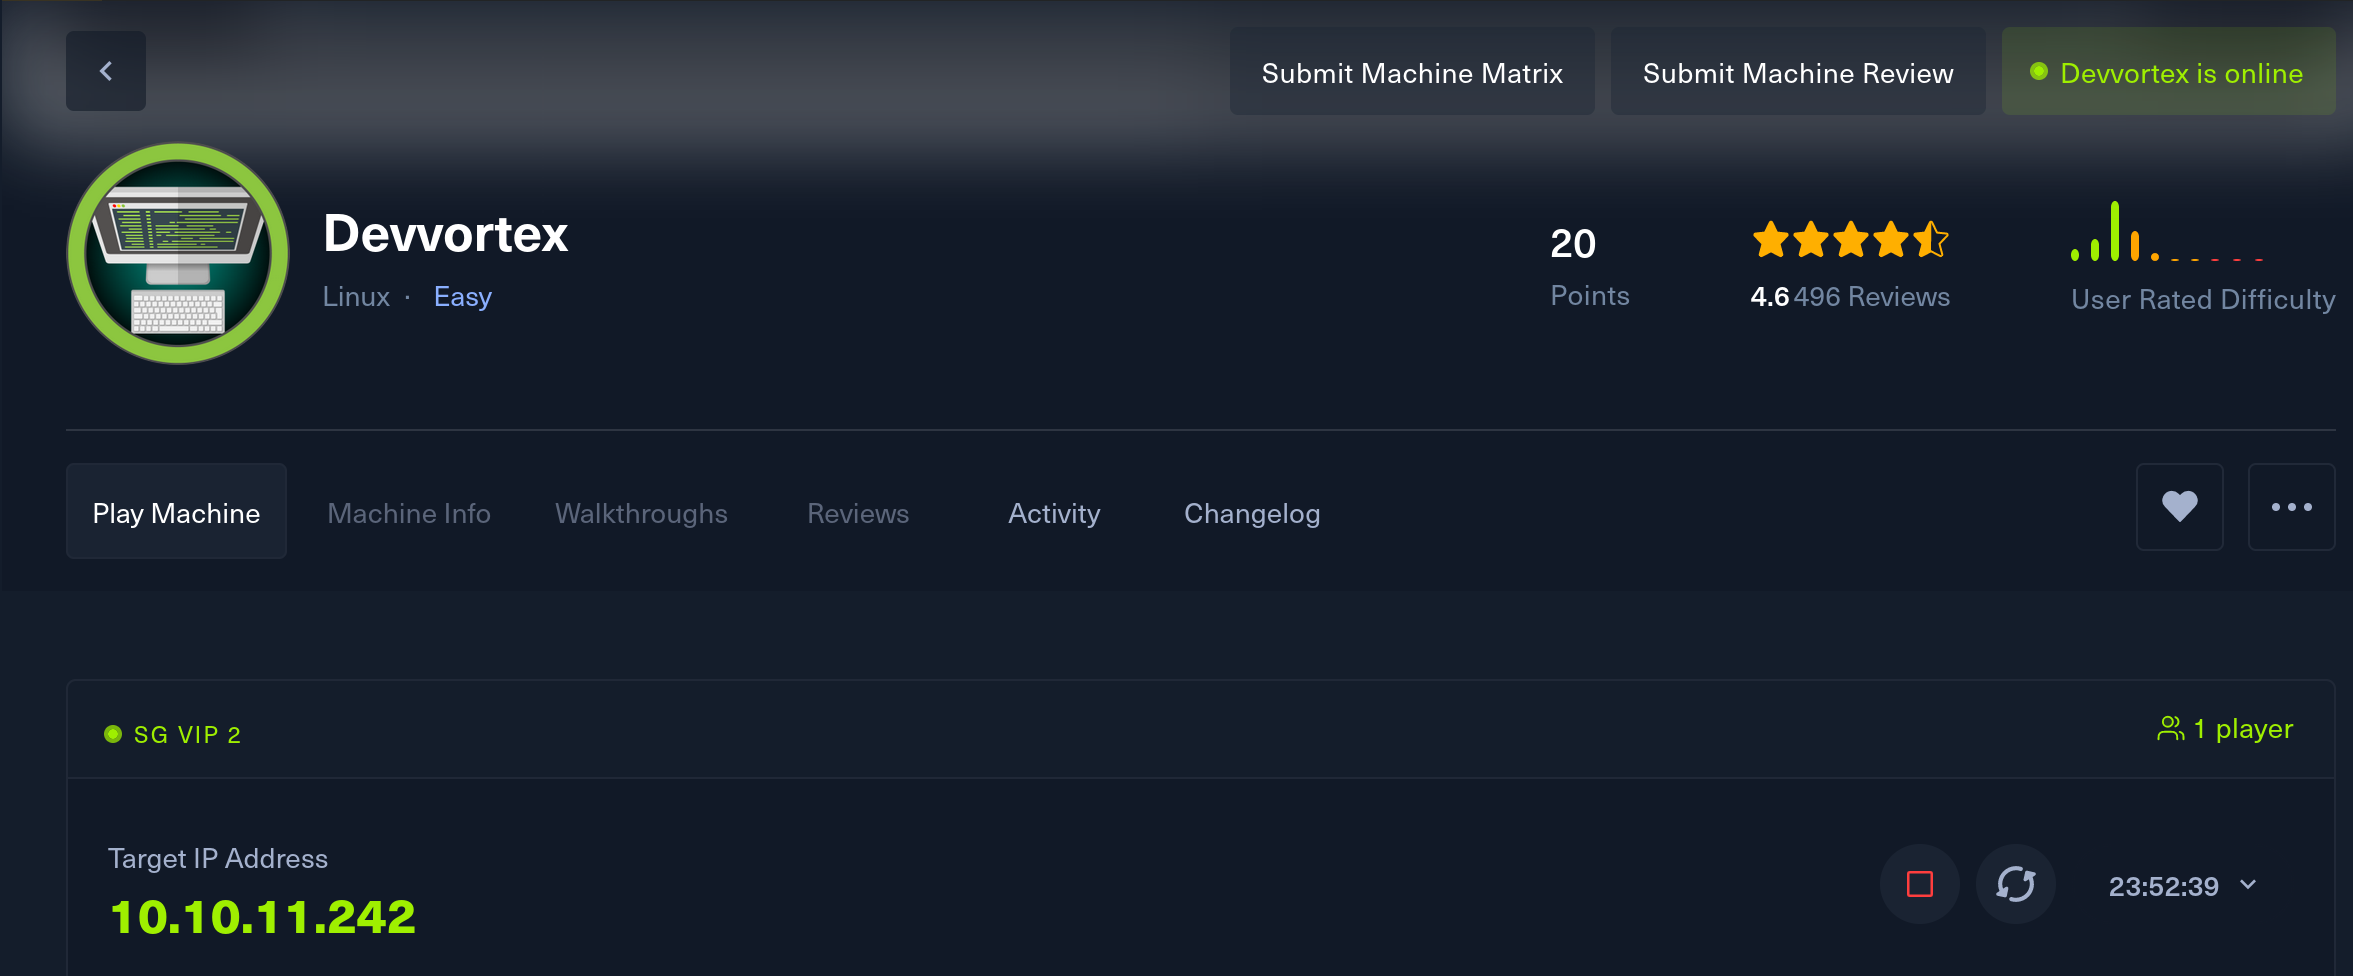 Submit Machine Matrix
Submit Machine Review
Devvortex is online
Devvortex
Linux · Easy
20
Points
4.6 496 Reviews
User Rated Difficulty
Play Machine
Machine Info
Walkthroughs
Reviews
Activity
Changelog
SG VIP 2
1 player
Target IP Address
10.10.11.242
23:52:39